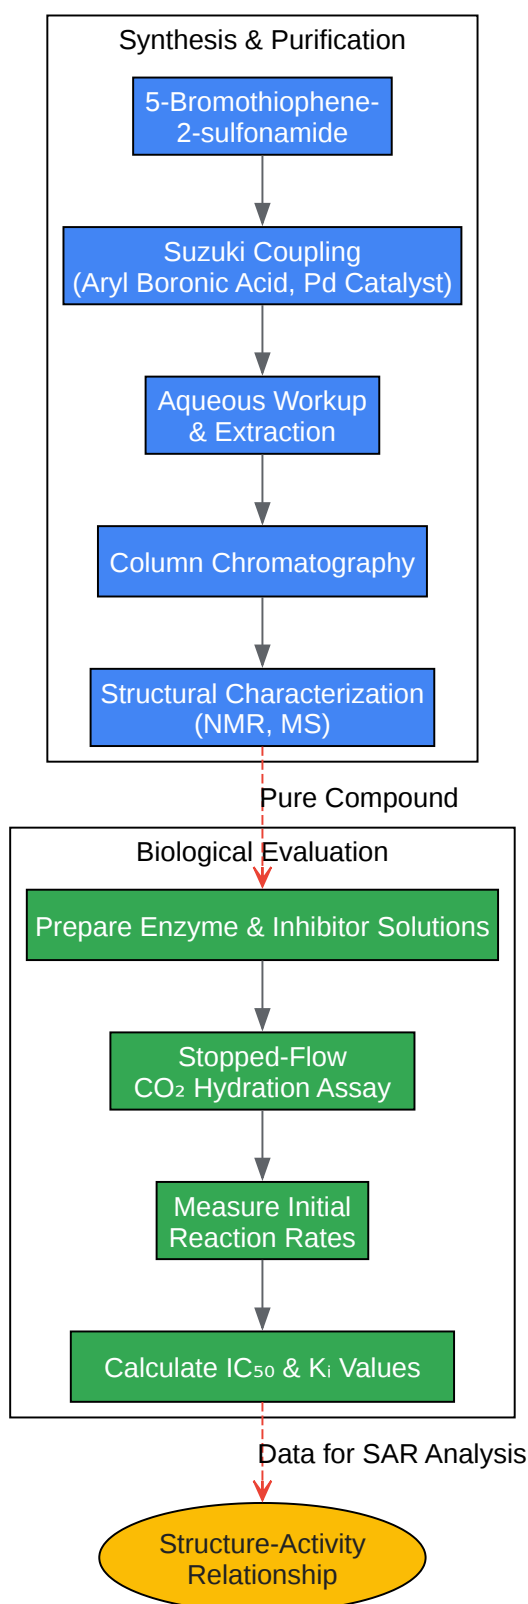 Synthesis & Purification
5-Bromothiophene-
2-sulfonamide
Suzuki Coupling
(Aryl Boronic Acid, Pd Catalyst)
Aqueous Workup
& Extraction
Column Chromatography
Structural Characterization
(NMR, MS)
Pure Compound
Biological Evaluation
Prepare Enzyme & Inhibitor Solutions
Stopped-Flow
CO₂ Hydration Assay
Measure Initial
Reaction Rates
Calculate IC₅₀ & Kᵢ Values
Data for SAR Analysis
Structure-Activity
Relationship